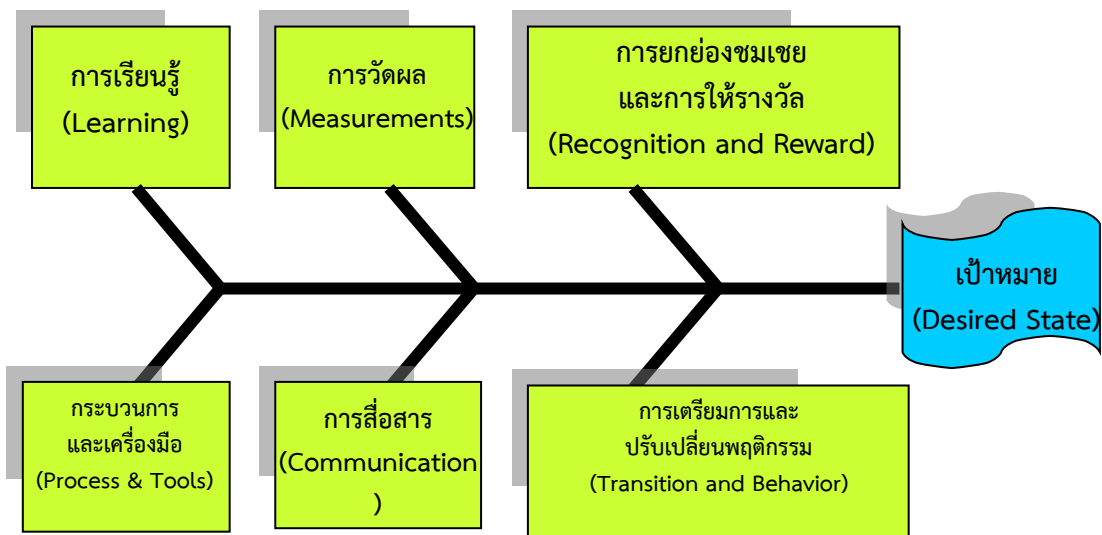 การเรียนรู้
(Learning)
การวัดผล
(Measurements)
การยกย่องชมเชย
และการให้รางวัล
(Recognition and Reward)
เป้าหมาย
(Desired State)
กระบวนการ
และเครื่องมือ
(Process & Tools)
การสื่อสาร
(Communication
)
การเตรียมการและ
ปรับเปลี่ยนพฤติกรรม
(Transition and Behavior)